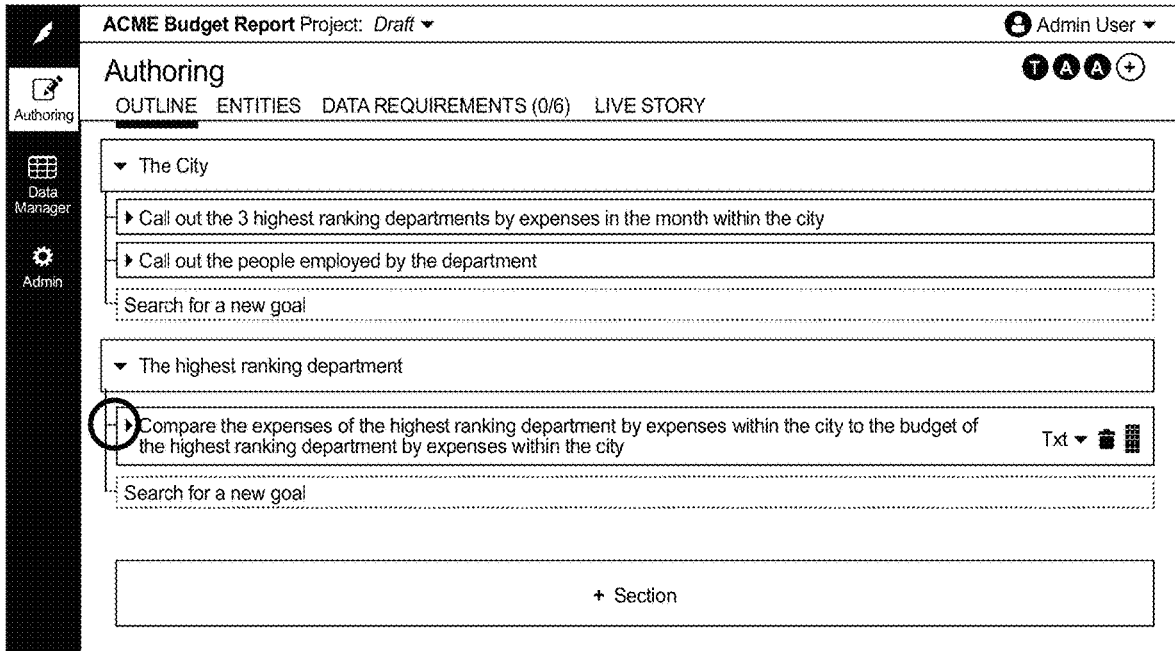 ACME Budget Report Project: Draft
Admin User
Authoring
T A A +
OUTLINE ENTITIES DATA REQUIREMENTS (0/6) LIVE STORY
Authoring
Data
Manager
Admin
The City
Call out the 3 highest ranking departments by expenses in the month within the city
Call out the people employed by the department
Search for a new goal
The highest ranking department
Compare the expenses of the highest ranking department by expenses within the city to the budget of
the highest ranking department by expenses within the city
Txt
Search for a new goal
+ Section